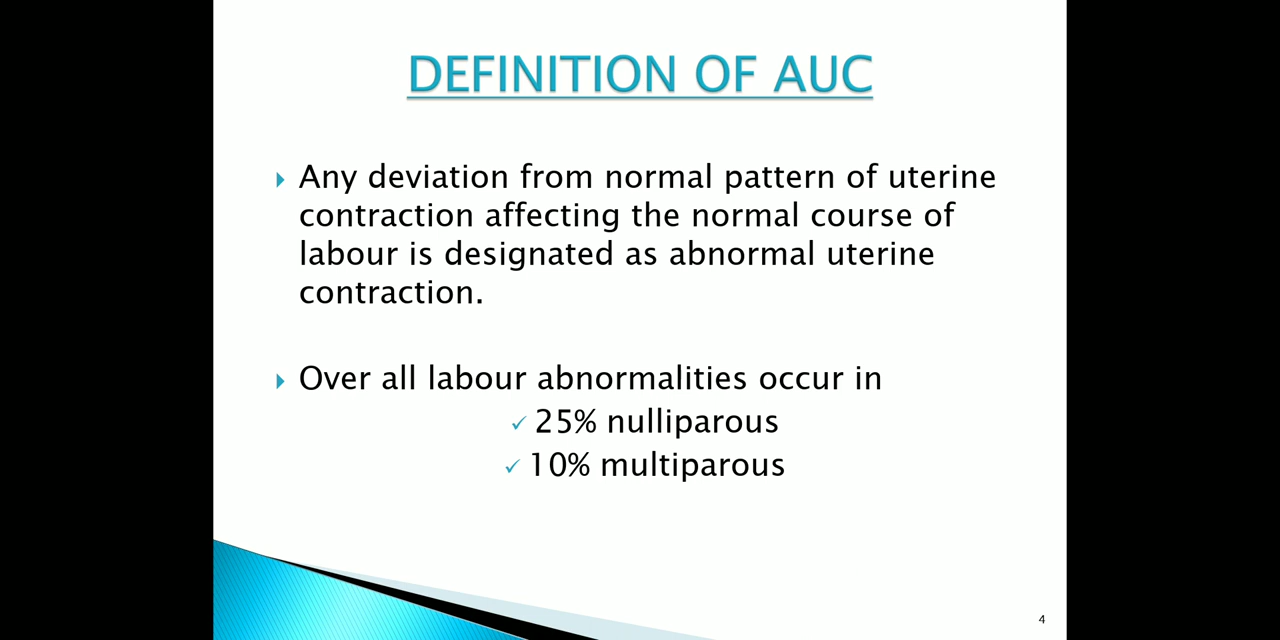 DEFINITION OF AUC
Any deviation from normal pattern of uterine
contraction affecting the normal course of
labour is designated as abnormal uterine
contraction.
Over all labour abnormalities occur in
25% nulliparous
10% multiparous
4